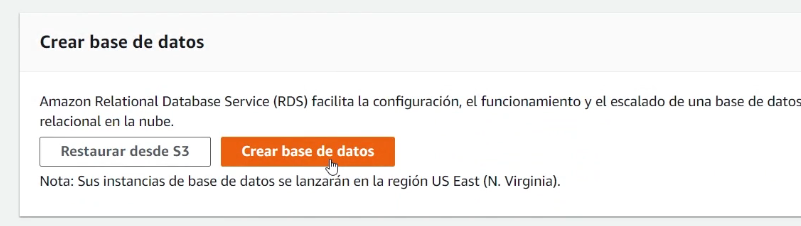 Crear base de datos
Amazon Relational Database Service (RDS) facilita la configuración, el funcionamiento y el escalado de una base de datos
relacional en la nube.
Restaurar desde S3
Crear base de datos
Nota: Sus instancias de base de datos se lanzarán en la región US East (N. Virginia).